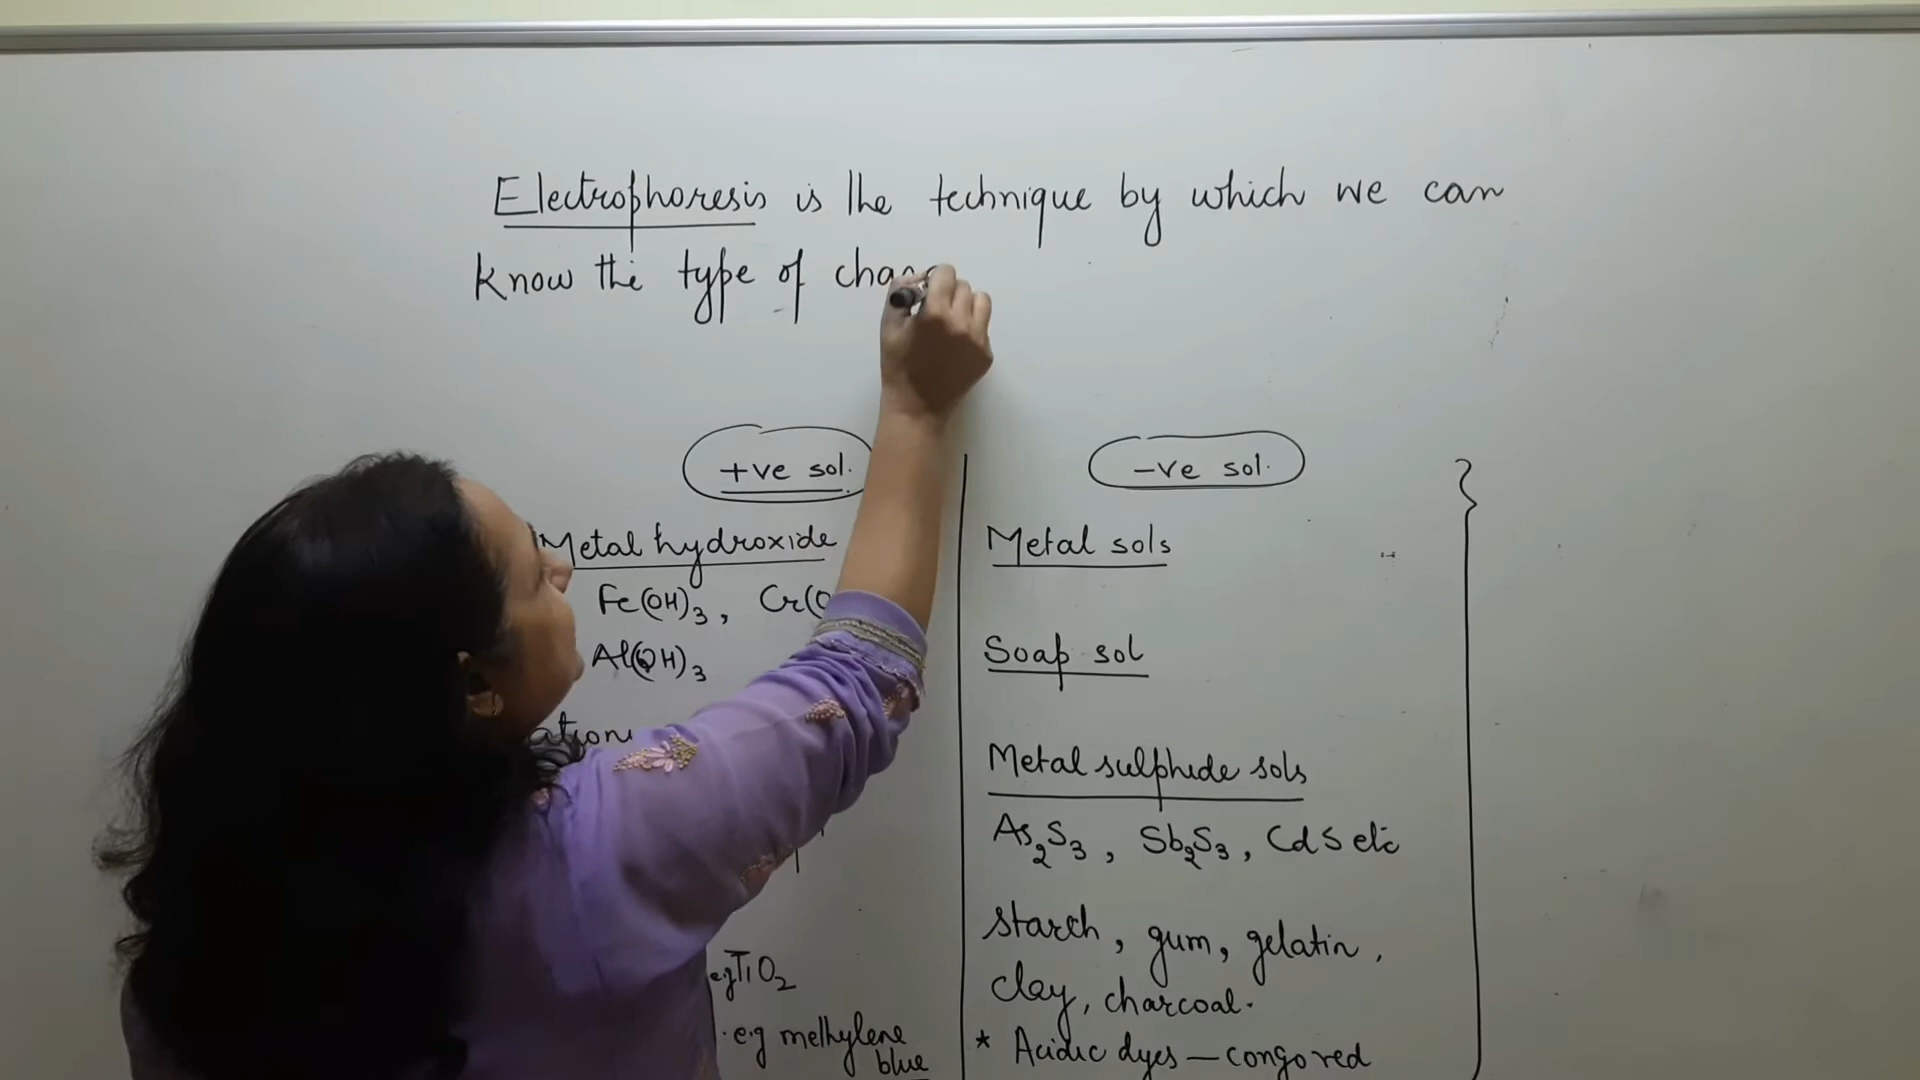 Electrophoresis is the technique by which we can
know the type of
+ve sol.
Metal hydroxide
Fe(OH)₃, Cr(O
Al(OH)₃
e.g TiO₂
e.g methylene
blue
-ve sol.
Metal sols
Soap sol
Metal sulphide sols
As₂S₃, Sb₂S₃, CdS etc
starch, gum, gelatin,
clay, charcoal.
* Acidic dyes — congo red